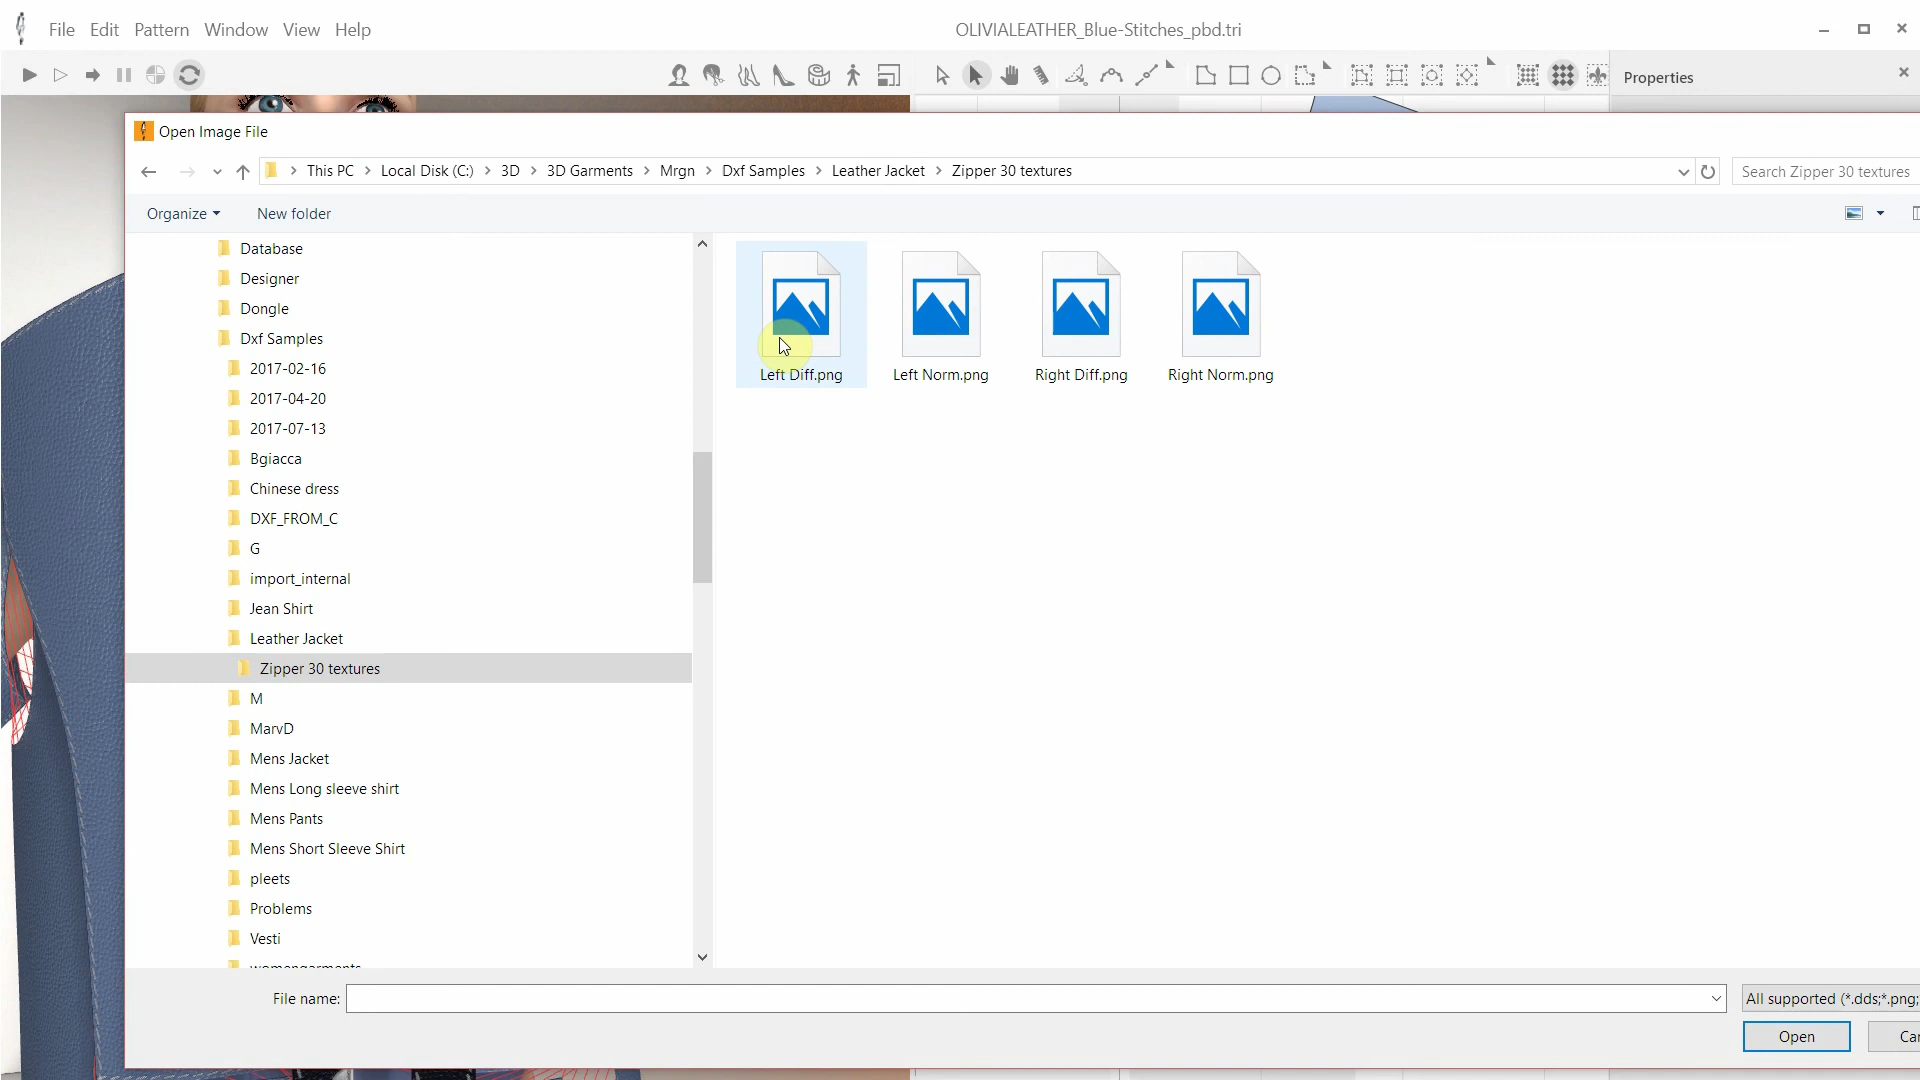 File Edit Pattern Window View Help
OLIVIALEATHER_Blue-Stitches_pbd.tri
Properties
Open Image File
This PC > Local Disk (C:) > 3D > 3D Garments > Mrgn > Dxf Samples > Leather Jacket > Zipper 30 textures
Search Zipper 30 textures
Organize
New folder
Database
Designer
Dongle
Dxf Samples
2017-02-16
2017-04-20
2017-07-13
Bgiacca
Chinese dress
DXF_FROM_C
G
import_internal
Jean Shirt
Leather Jacket
Zipper 30 textures
M
MarvD
Mens Jacket
Mens Long sleeve shirt
Mens Pants
Mens Short Sleeve Shirt
pleets
Problems
Vesti
Left Diff.png
Left Norm.png
Right Diff.png
Right Norm.png
File name:
All supported (*.dds;*.png;
Open